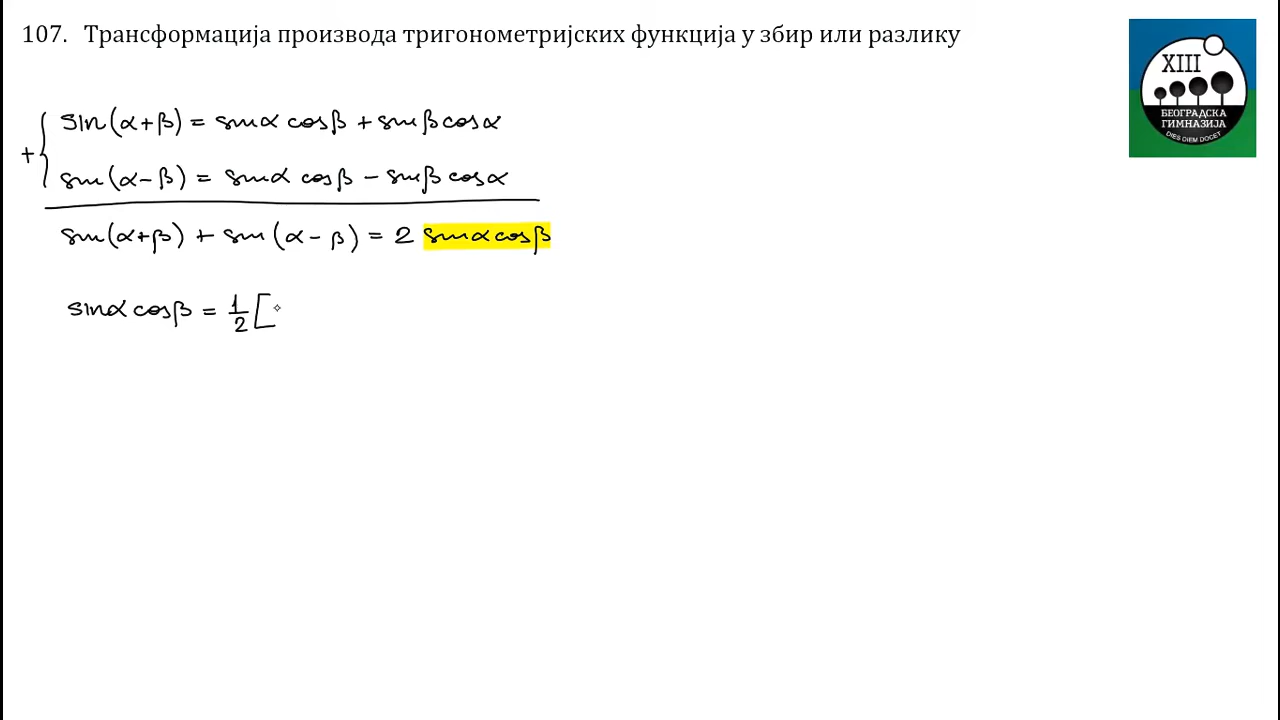 107. Трансформација производа тригонометријских функција у збир или разлику
XIII
БЕОГРАДСКА
ГИМНАЗИЈА
DIES DIEM DOCET
sin(α+β) = sinα cosβ + sinβ cosα
+
sin(α-β) = sinα cosβ - sinβ cosα
sin(α+β) + sin(α-β) = 2 sinα cosβ
sinα cosβ = 1/2 [